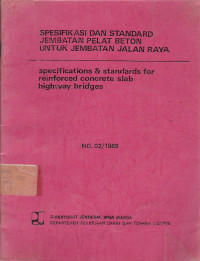 SPESIFIKASI DAN STANDARD
JEMBATAN PELAT BETON
UNTUK JEMBATAN JALAN RAYA
specifications & standards for
reinforced concrete slab
highway bridges
NO. 02/1969
DIREKTORAT JENDERAL BINA MARGA
DEPARTEMEN PEKERJAAN UMUM DAN TENAGA LISTRIK